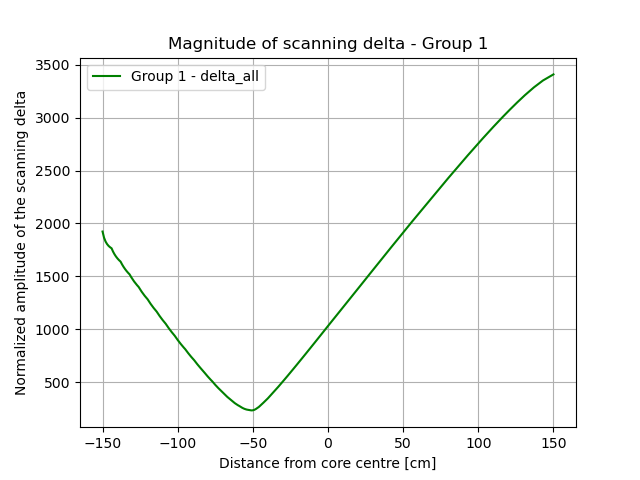 Magnitude of scanning delta - Group 1
Group 1 - delta_all
Normalized amplitude of the scanning delta
3500
3000
2500
2000
1500
1000
500
−150 −100 −50 0 50 100 150
Distance from core centre [cm]